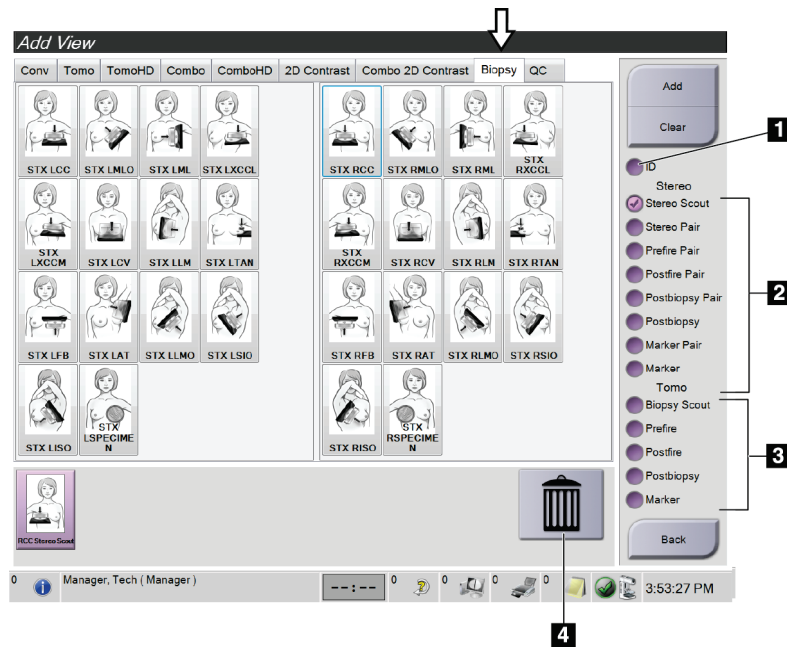 Add View
Conv Tomo TomoHD Combo ComboHD 2D Contrast Combo 2D Contrast Biopsy QC
STX LCC STX LMLO STX LML STX LXCCL
STX RCC STX RMLO STX RML STX
RXCCL
STX
LXCCM STX LCV STX LLM STX LTAN
STX
RXCCM STX RCV STX RLM STX RTAN
STX LFB STX LAT STX LLMO STX LSIO
STX RFB STX RAT STX RLMO STX RSIO
STX LISO STX
LSPECIME
N
STX RISO STX
RSPECIME
N
Add
Clear
1
ID
Stereo
Stereo Scout
Stereo Pair
Prefire Pair
Postfire Pair
Postbiopsy Pair
Postbiopsy
Marker Pair
Marker
2
Tomo
Biopsy Scout
Prefire
Postfire
Postbiopsy
Marker
3
Back
RCC Stereo Scout
0 Manager, Tech ( Manager ) --:-- 0 0 0 0 3:53:27 PM
4